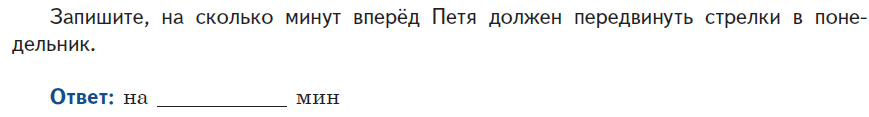 Запишите, на сколько минут вперёд Петя должен передвинуть стрелки в поне-
дельник.
Ответ: на ____________ мин